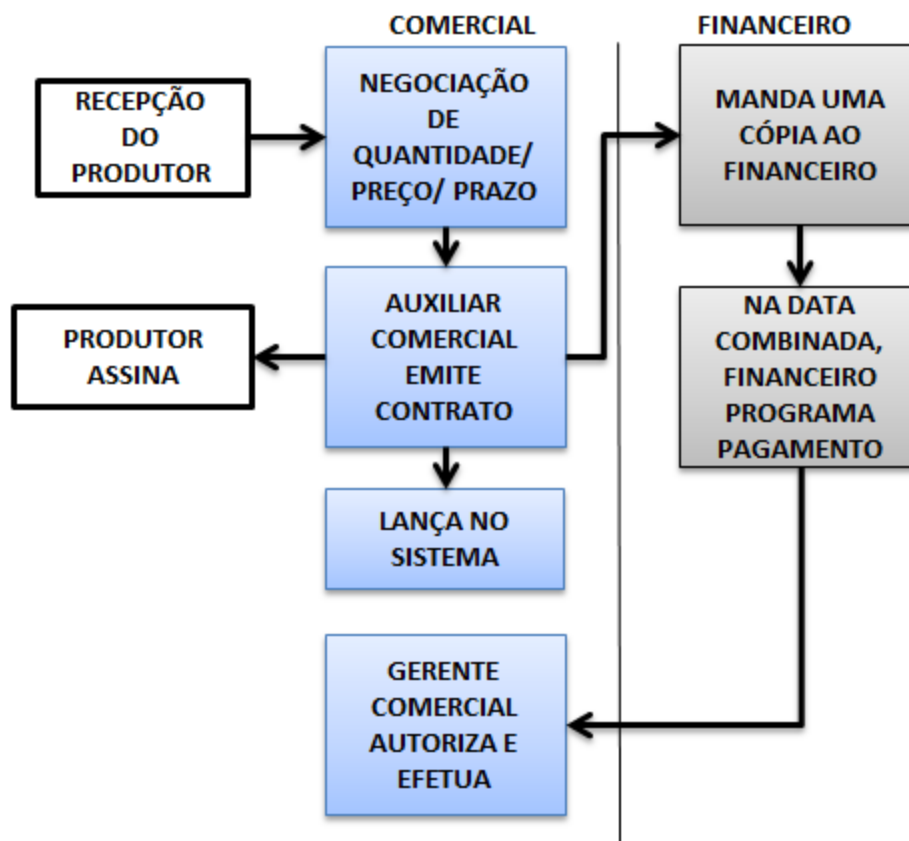 COMERCIAL
FINANCEIRO
RECEPÇÃO
DO
PRODUTOR
NEGOCIAÇÃO
DE
QUANTIDADE/
PREÇO/ PRAZO
MANDA UMA
CÓPIA AO
FINANCEIRO
PRODUTOR
ASSINA
AUXILIAR
COMERCIAL
EMITE
CONTRATO
NA DATA
COMBINADA,
FINANCEIRO
PROGRAMA
PAGAMENTO
LANÇA NO
SISTEMA
GERENTE
COMERCIAL
AUTORIZA E
EFETUA